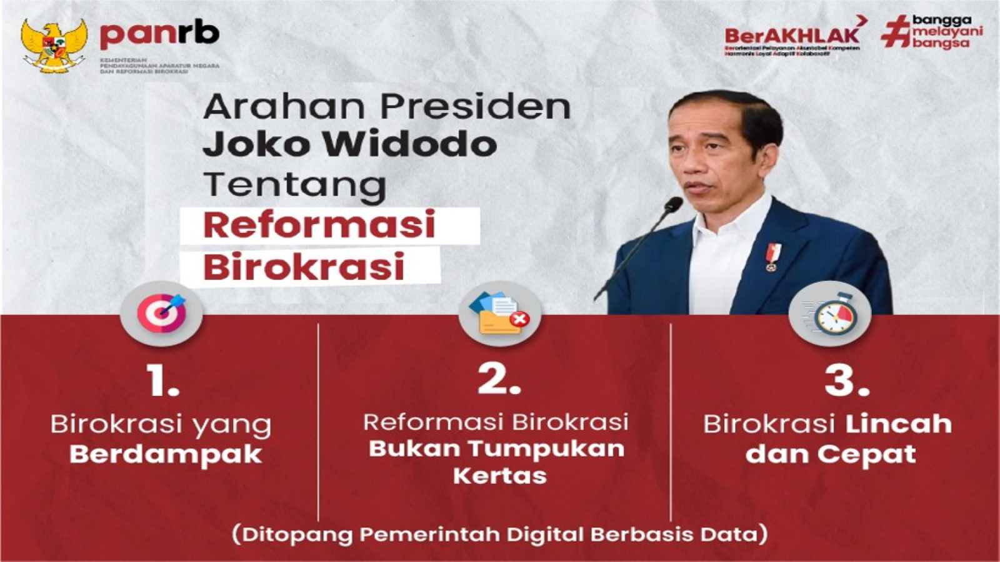 panrb
KEMENTERIAN
PENDAYAGUNAAN APARATUR NEGARA
DAN REFORMASI BIROKRASI
BerAKHLAK
Berorientasi Pelayanan Akuntabel Kompeten
Harmonis Loyal Adaptif Kolaboratif
#bangga
melayani
bangsa
Arahan Presiden
Joko Widodo
Tentang
Reformasi
Birokrasi
1.
Birokrasi yang
Berdampak
2.
Reformasi Birokrasi
Bukan Tumpukan
Kertas
3.
Birokrasi Lincah
dan Cepat
(Ditopang Pemerintah Digital Berbasis Data)